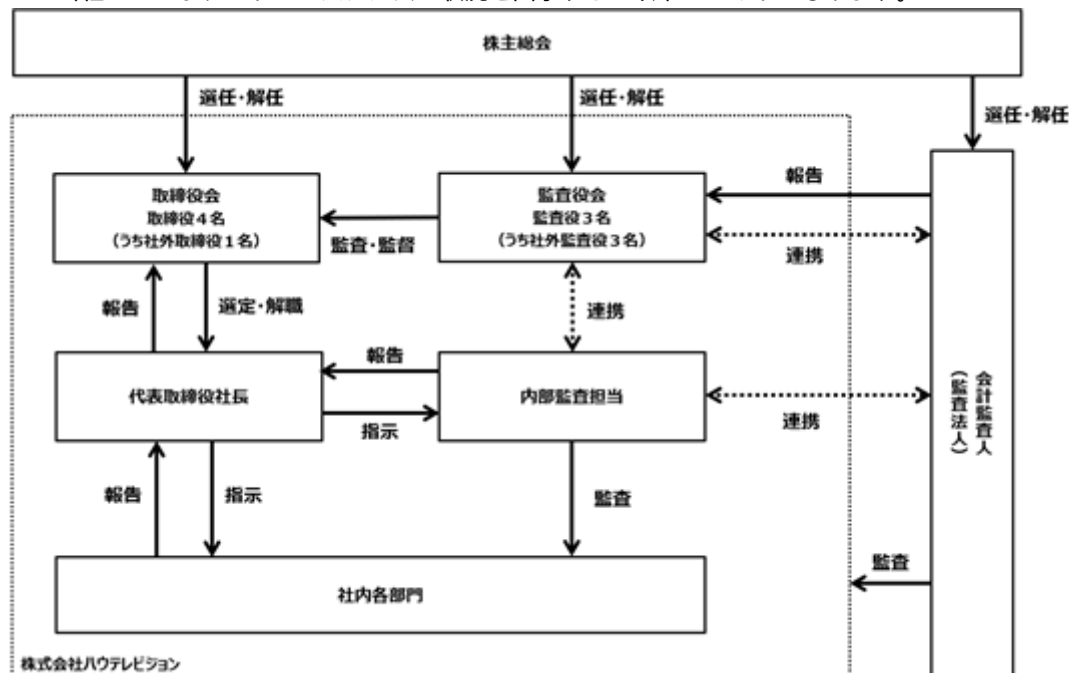 株主総会
選任・解任
選任・解任
選任・解任
取締役会
取締役4名
(うち社外取締役1名)
監査・監督
監査役会
監査役3名
(うち社外監査役3名)
報告
連携
報告
選定・解職
連携
代表取締役社長
報告
指示
内部監査担当
連携
会計監査人
(監査法人)
報告
指示
監査
社内各部門
監査
株式会社ハウテレビジョン